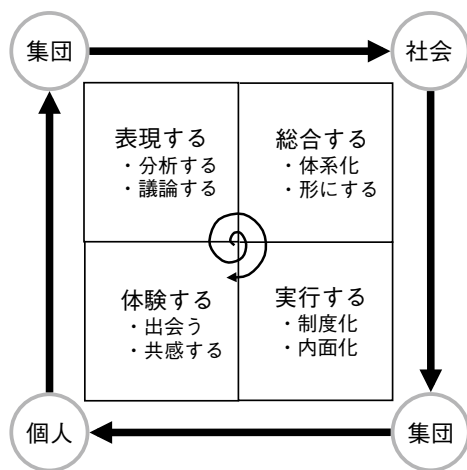 集団
社会
表現する
・分析する
・議論する
総合する
・体系化
・形にする
体験する
・出会う
・共感する
実行する
・制度化
・内面化
個人
集団